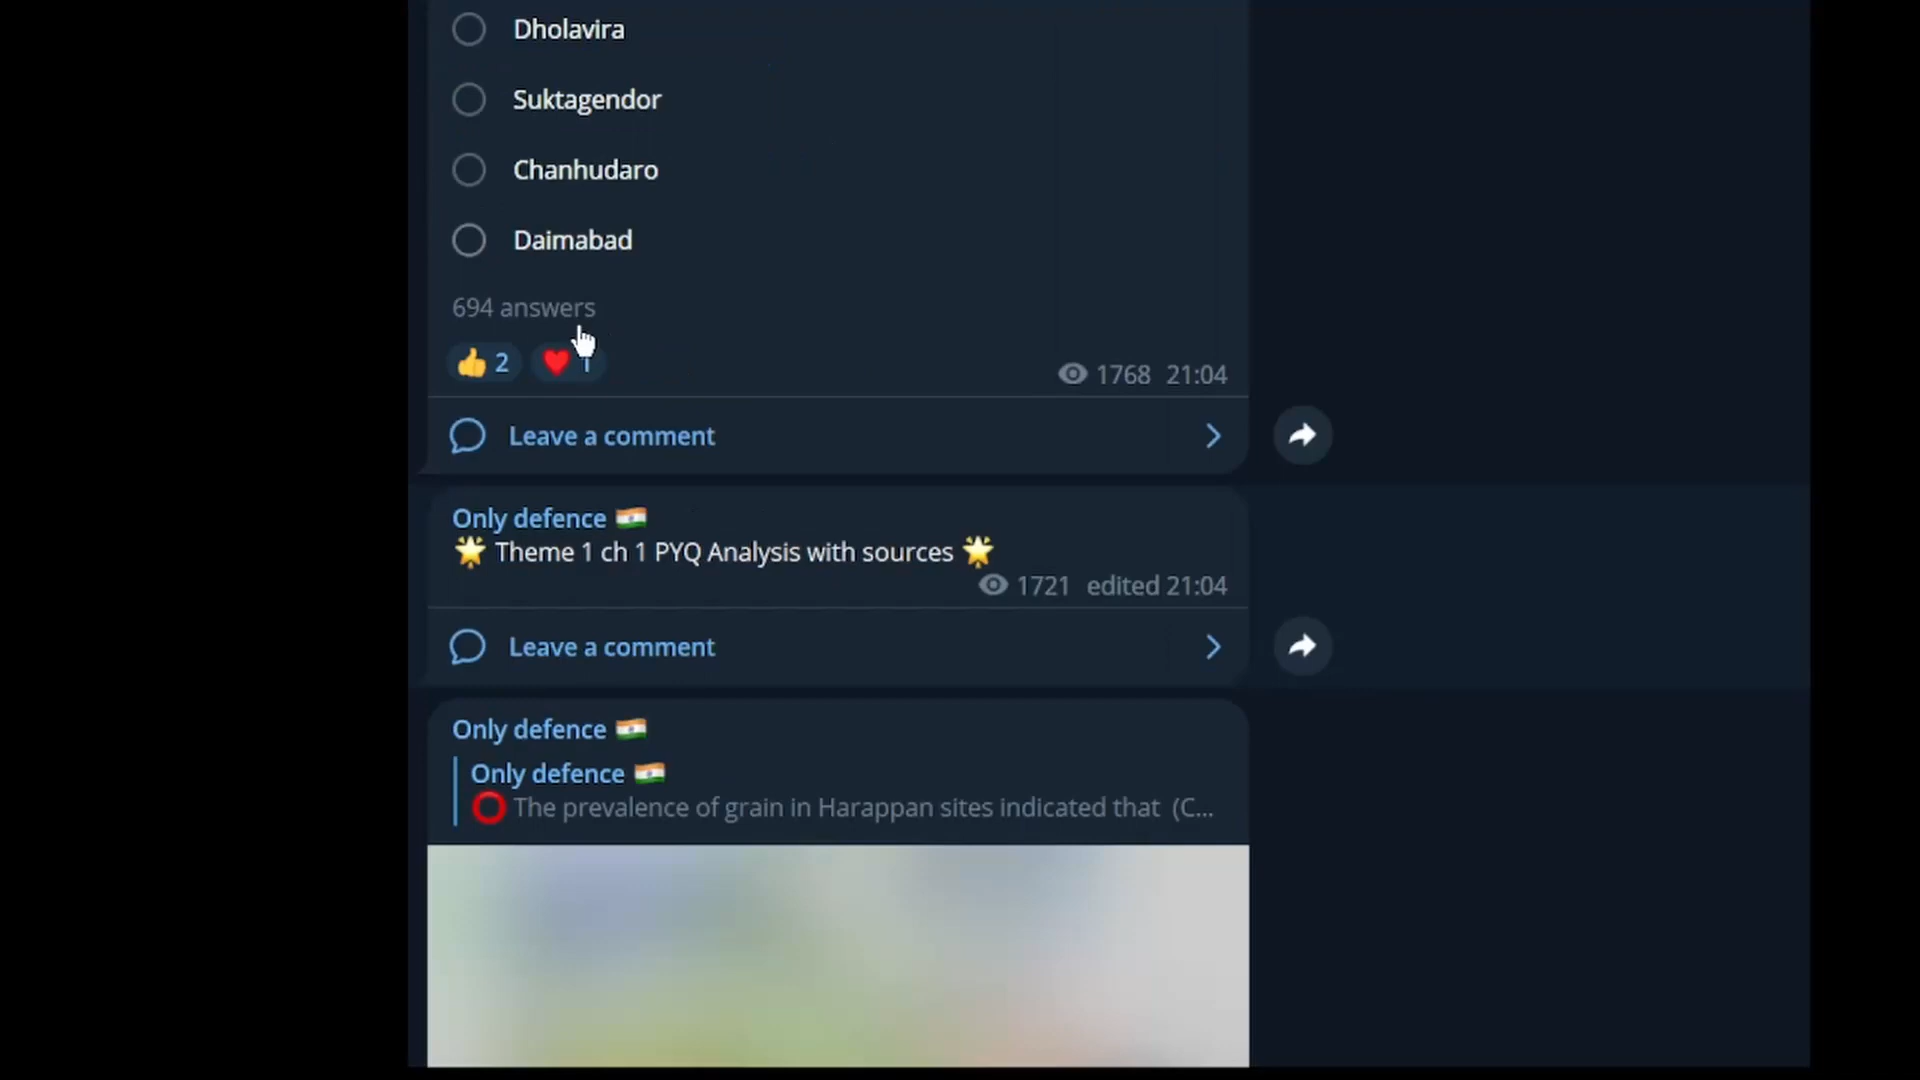 Dholavira
Suktagendor
Chanhudaro
Daimabad
694 answers
👍 2 ❤️ 1
1768 21:04
Leave a comment
Only defence 🇮🇳
🌟 Theme 1 ch 1 PYQ Analysis with sources 🌟
1721 edited 21:04
Leave a comment
Only defence 🇮🇳
Only defence 🇮🇳
⭕ The prevalence of grain in Harappan sites indicated that (C...